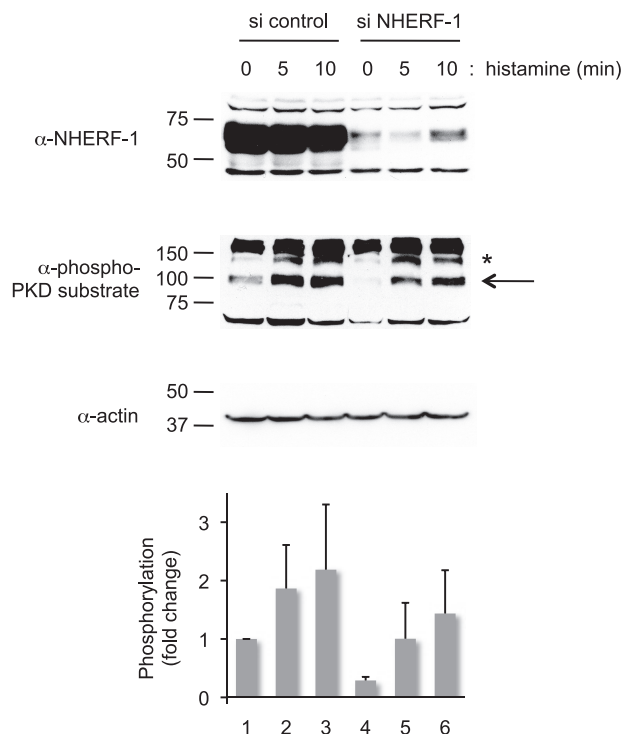 si control si NHERF-1
0 5 10 0 5 10 : histamine (min)
α-NHERF-1
75
50
α-phospho-
PKD substrate
150
100
75
*
α-actin
50
37
Phosphorylation
(fold change)
3
2
1
0
1 2 3 4 5 6